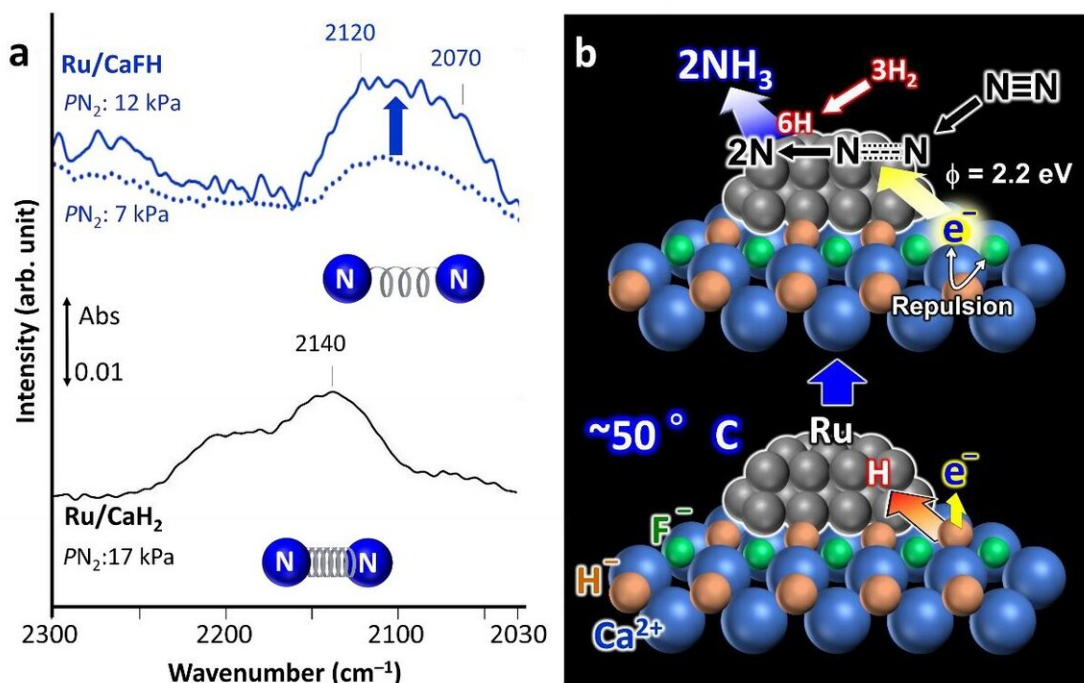 a
2120
2070
Ru/CaFH
PN₂: 12 kPa
PN₂: 7 kPa
N N
Abs
0.01
2140
Ru/CaH₂
PN₂:17 kPa
N N
2300
2200
2100
2030
Wavenumber (cm⁻¹)
Intensity (arb. unit)
b
2NH₃
3H₂
N≡N
6H
2N
N N
ϕ = 2.2 eV
e⁻
Repulsion
~50 ° C
Ru
H
e⁻
F⁻
H⁻
Ca²⁺